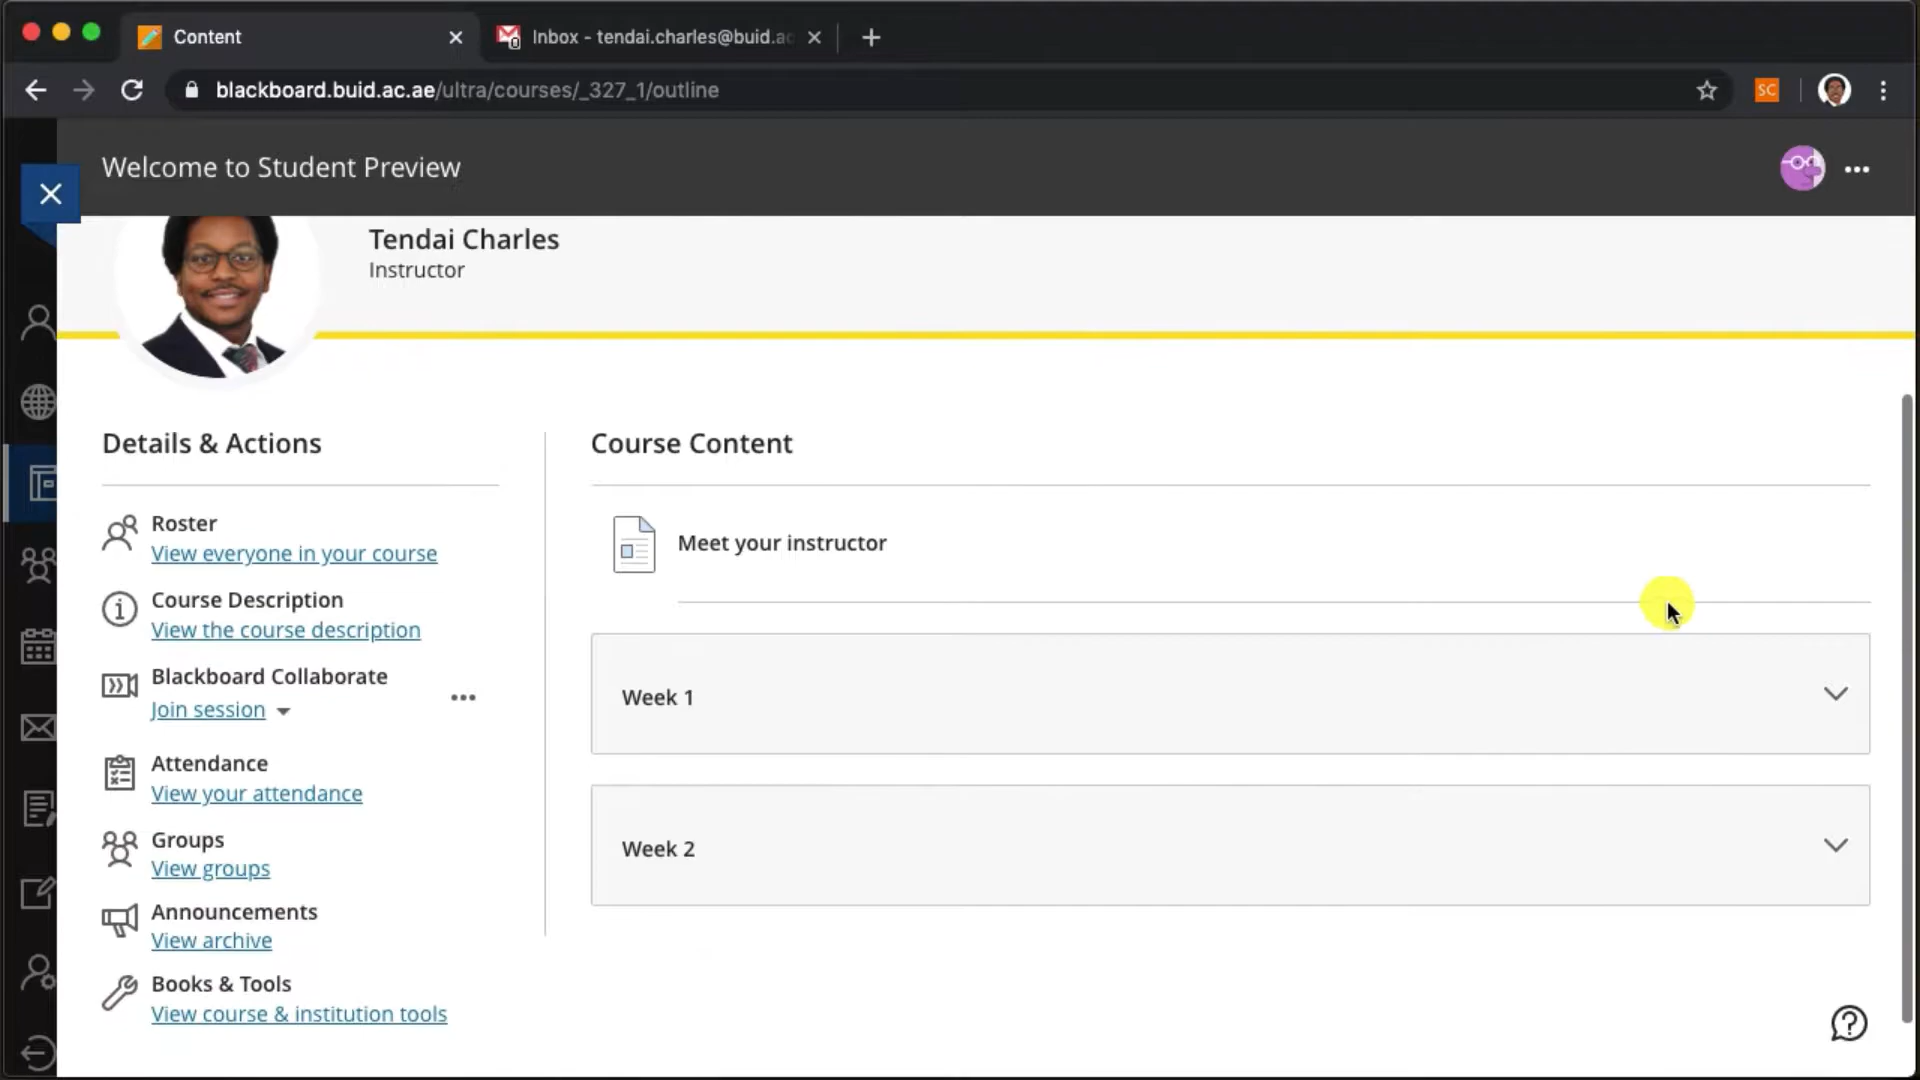 Content
Inbox - tendai.charles@buid.ac
blackboard.buid.ac.ae/ultra/courses/_327_1/outline
SC
Welcome to Student Preview
Tendai Charles
Instructor
Details & Actions
Roster
View everyone in your course
Course Description
View the course description
Blackboard Collaborate
Join session
Attendance
View your attendance
Groups
View groups
Announcements
View archive
Books & Tools
View course & institution tools
Course Content
Meet your instructor
Week 1
Week 2